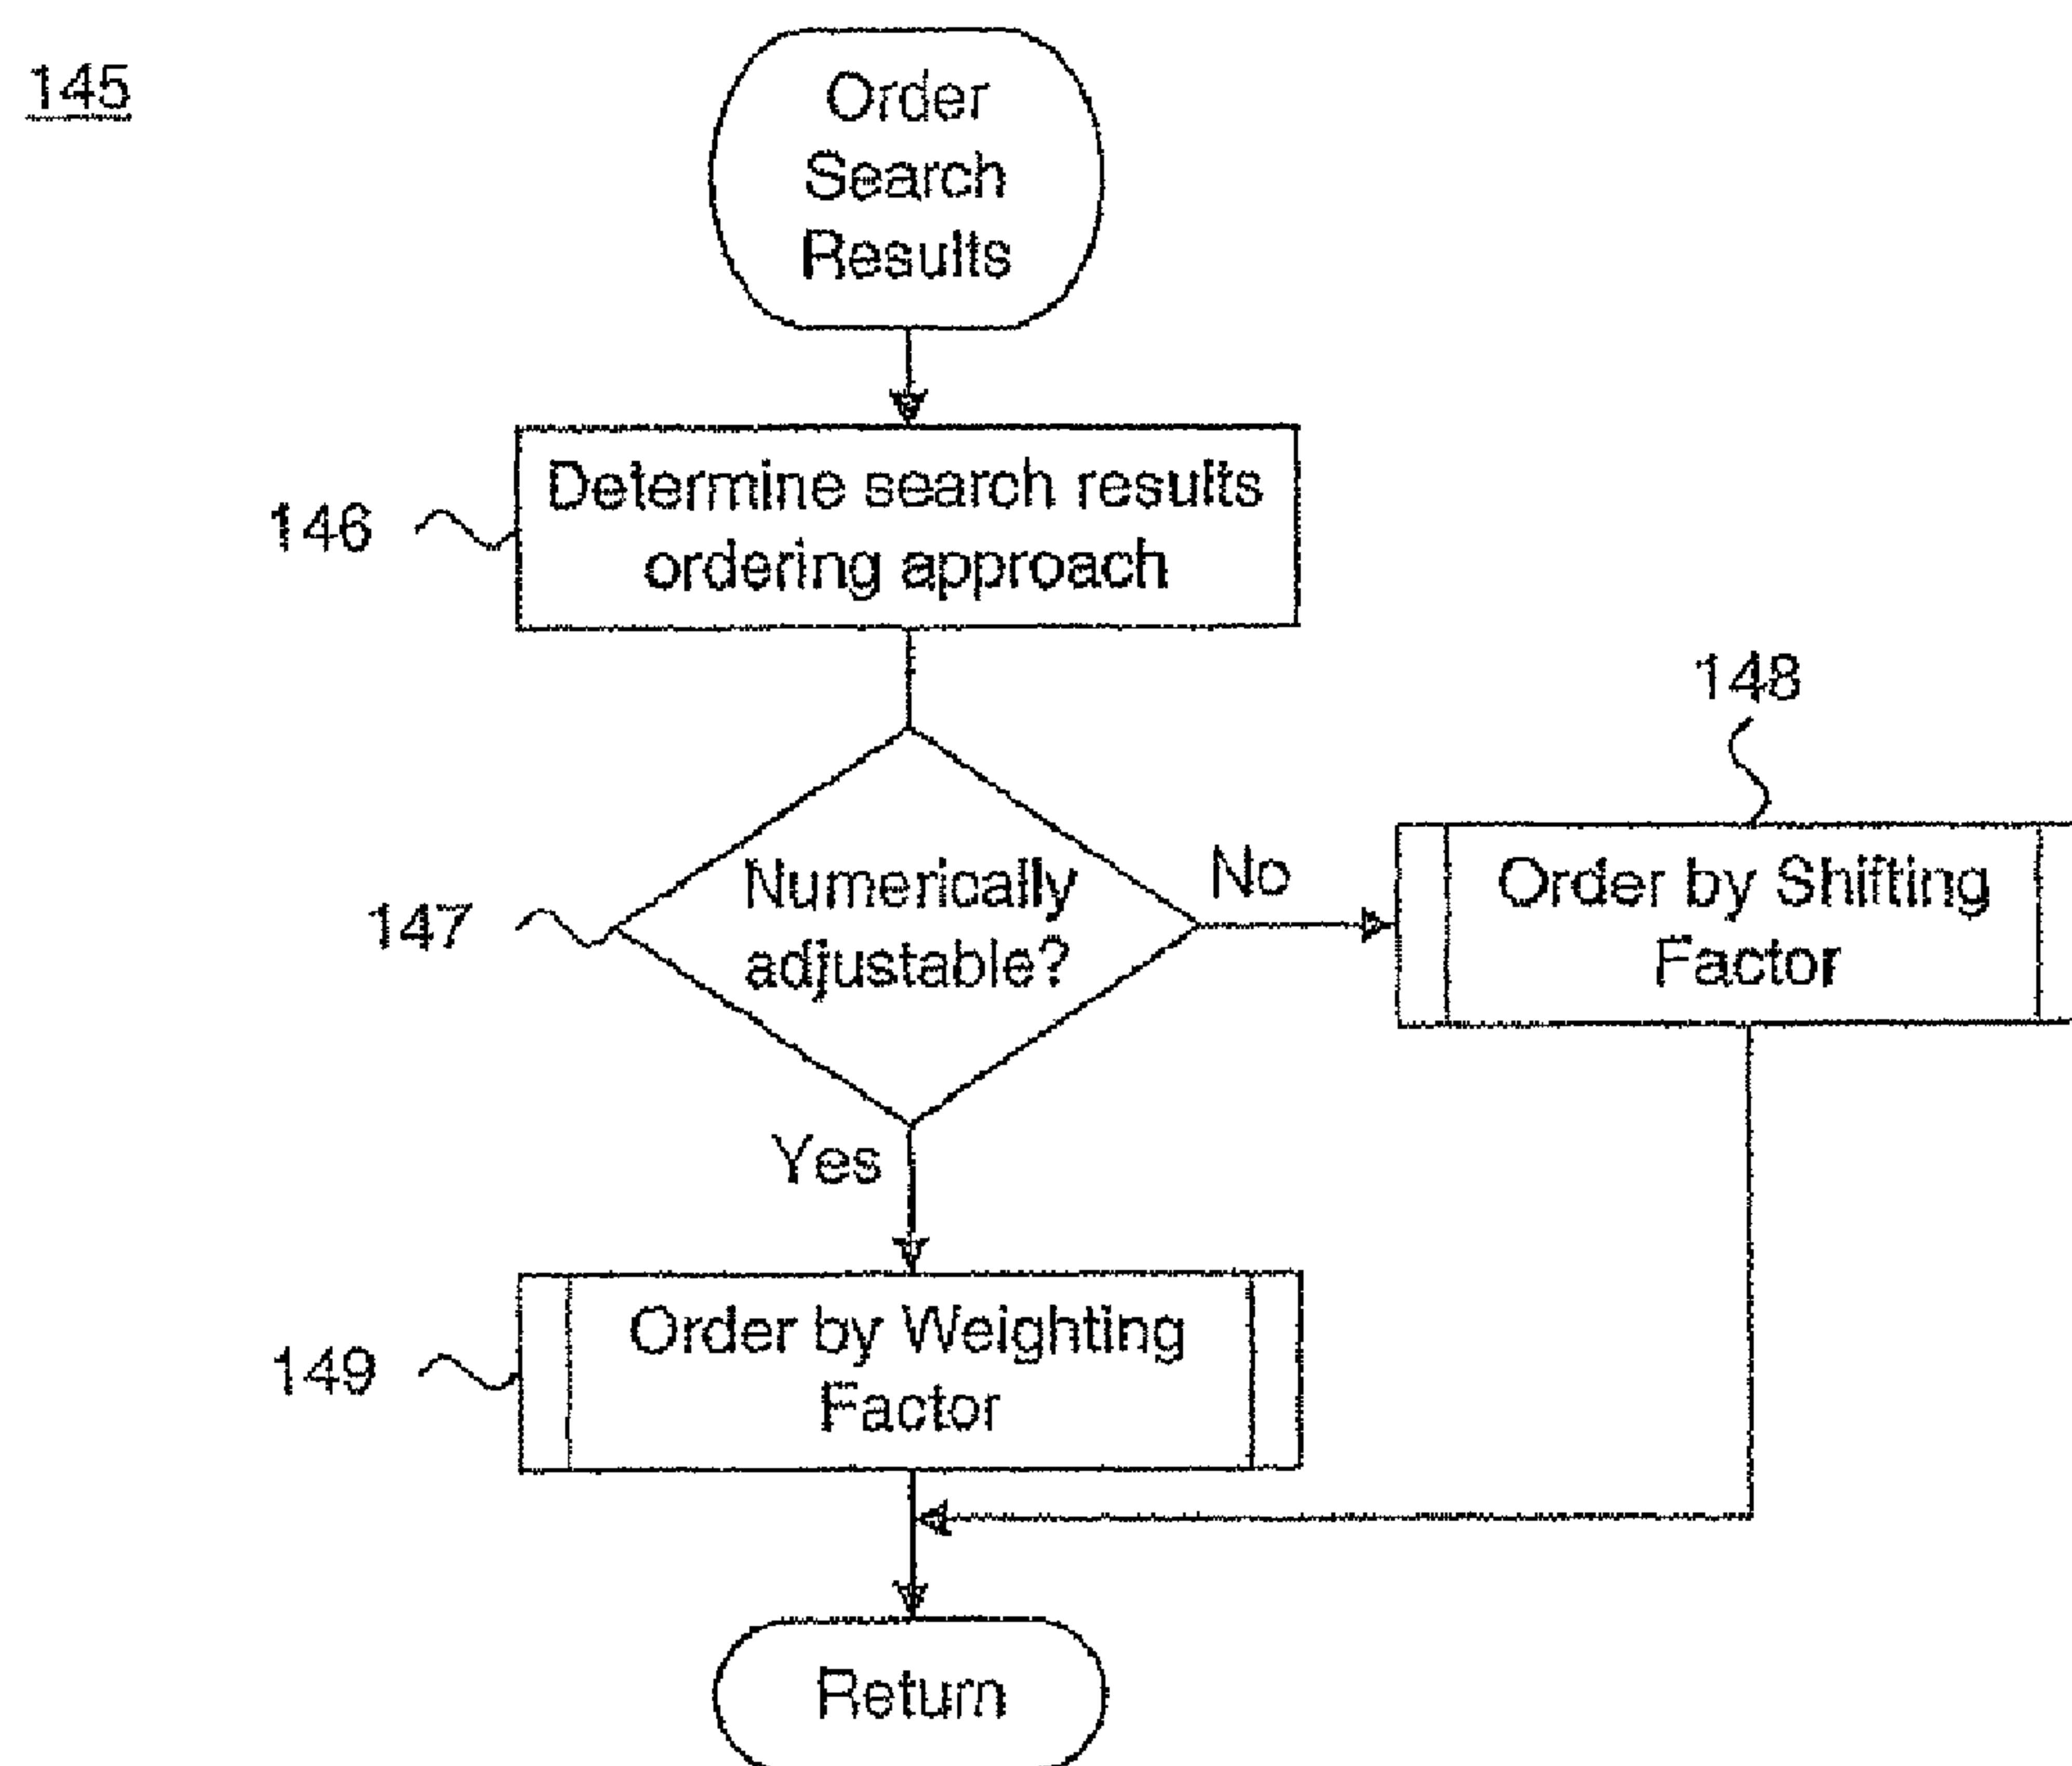 145
Order
Search
Results
146
Determine search results
ordering approach
148
147
Numerically
adjustable?
No
Order by Shifting
Factor
Yes
149
Order by Weighting
Factor
Return